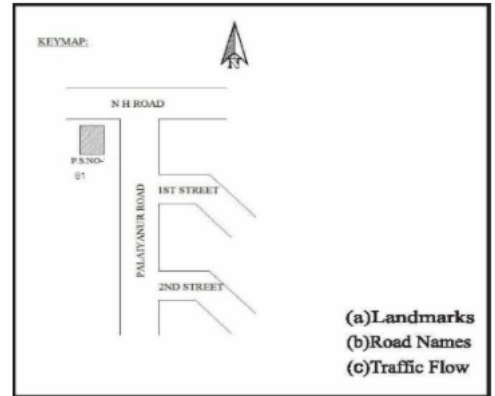 KEYMAP:
N
N H ROAD
P.S.NO-
81
1ST STREET
PALAIYANUR ROAD
2ND STREET
(a)Landmarks
(b)Road Names
(c)Traffic Flow